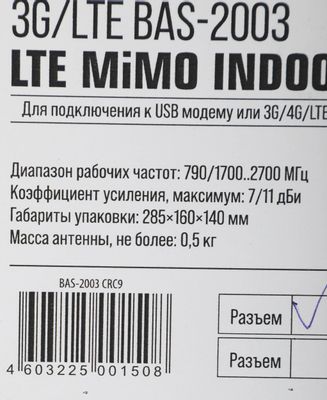 3G/LTE BAS-2003
LTE MiMO INDOO
Для подключения к USB модему или 3G/4G/LTE
Диапазон рабочих частот: 790/1700..2700 МГц
Коэффициент усиления, максимум: 7/11 дБи
Габариты упаковки: 285×160×140 мм
Масса антенны, не более: 0,5 кг
BAS-2003 CRC9
4 603225 001508
Разъем
Разъем